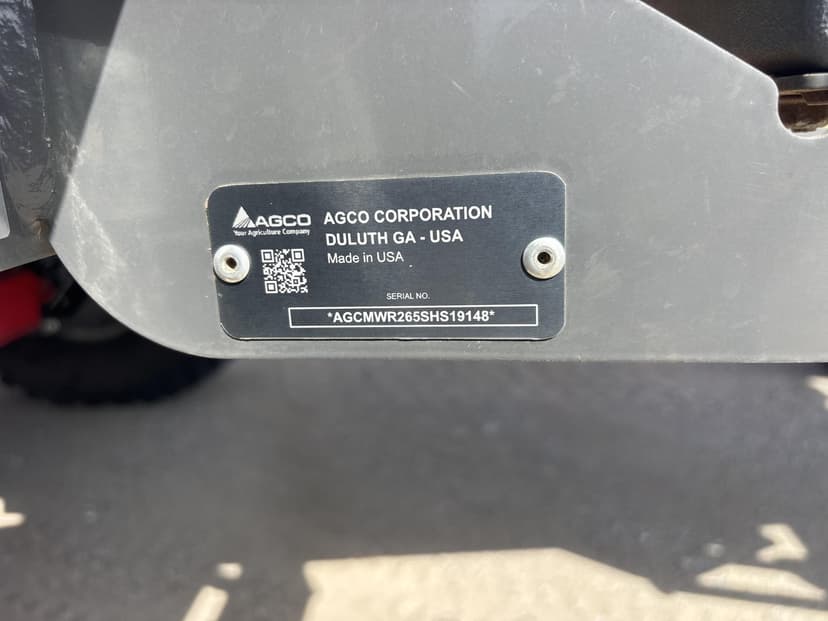 AGCO
Your Agriculture Company
AGCO CORPORATION
DULUTH GA - USA
Made in USA
SERIAL NO.
*AGCMWR265SHS19148*